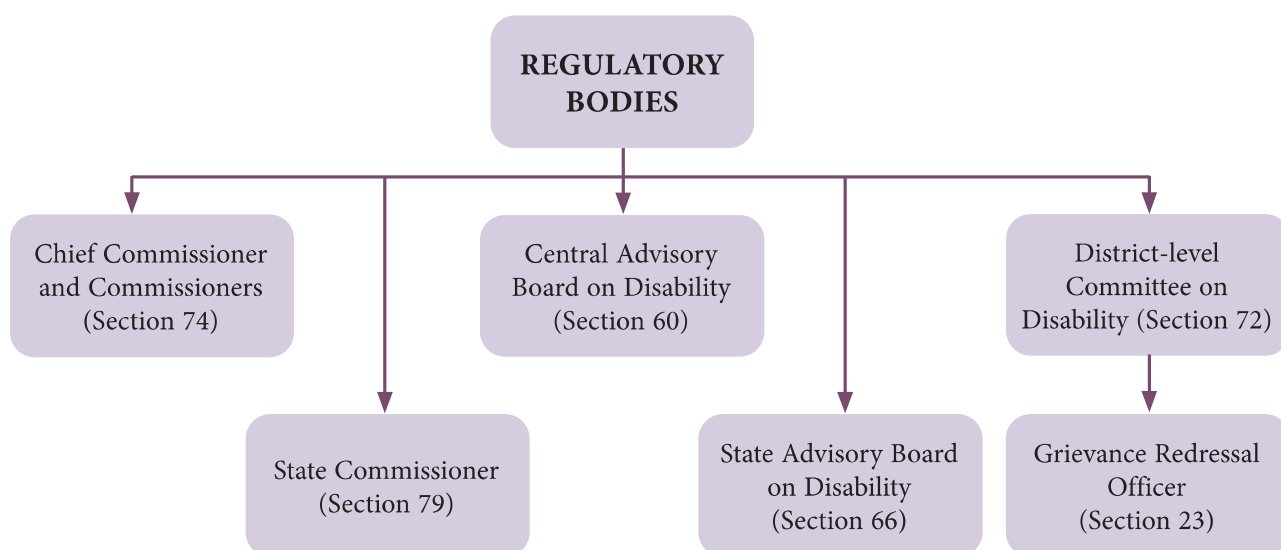 REGULATORY
BODIES
Chief Commissioner
and Commissioners
(Section 74)
Central Advisory
Board on Disability
(Section 60)
District-level
Committee on
Disability (Section 72)
State Commissioner
(Section 79)
State Advisory Board
on Disability
(Section 66)
Grievance Redressal
Officer
(Section 23)